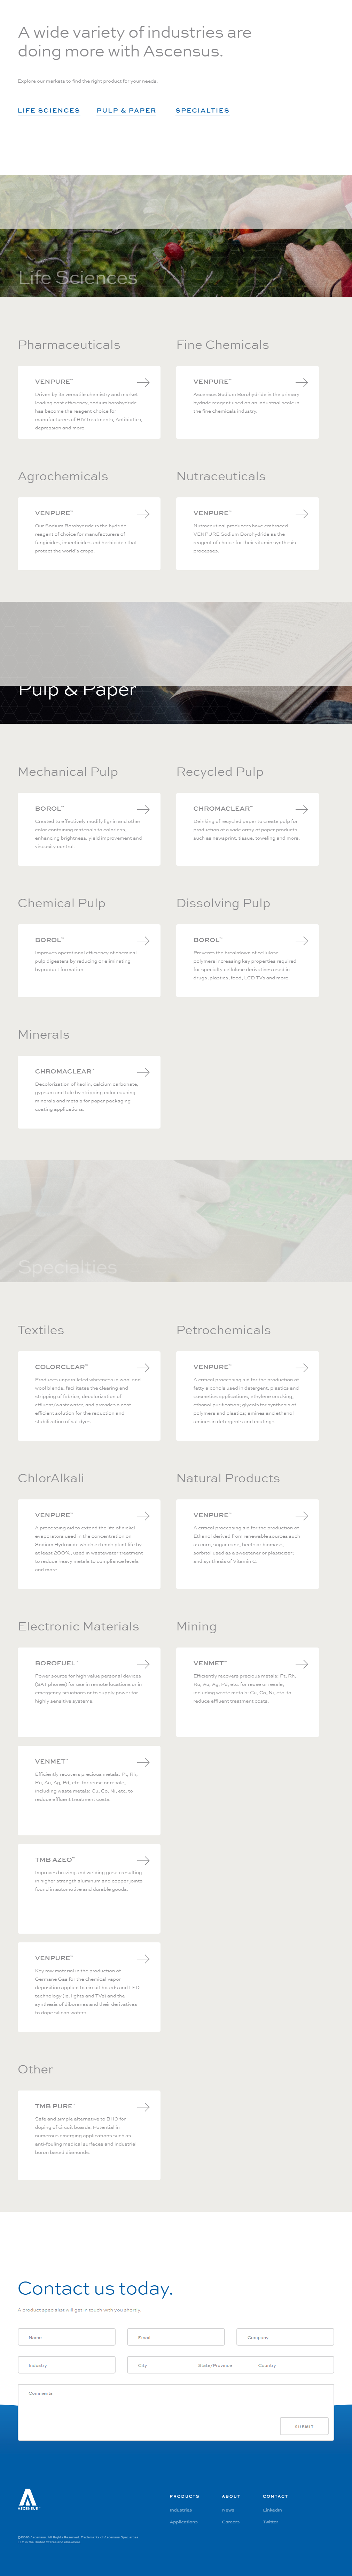 A wide variety of industries are
doing more with Ascensus.
Explore our markets to find the right product for your needs.
LIFE SCIENCES PULP & PAPER SPECIALTIES
Life Sciences
Pharmaceuticals
VENPURE™
Driven by its versatile chemistry and market
leading cost efficiency, sodium borohydride
has become the reagent choice for
manufacturers of HIV treatments, Antibiotics,
depression and more.
Fine Chemicals
VENPURE™
Ascensus Sodium Borohydride is the primary
hydride reagent used on an industrial scale in
the fine chemicals industry.
Agrochemicals
VENPURE™
Our Sodium Borohydride is the hydride
reagent of choice for manufacturers of
fungicides, insecticides and herbicides that
protect the world's crops.
Nutraceuticals
VENPURE™
Nutraceutical producers have embraced
VENPURE Sodium Borohydride as the
reagent of choice for their vitamin synthesis
processes.
Pulp & Paper
Mechanical Pulp
BOROL™
Created to effectively modify lignin and other
color containing materials to colorless,
enhancing brightness, yield improvement and
viscosity control.
Recycled Pulp
CHROMACLEAR™
Deinking of recycled paper to create pulp for
production of a wide array of paper products
such as newsprint, tissue, toweling and more.
Chemical Pulp
BOROL™
Improves operational efficiency of chemical
pulp digesters by reducing or eliminating
byproduct formation.
Dissolving Pulp
BOROL™
Prevents the breakdown of cellulose
polymers increasing key properties required
for specialty cellulose derivatives used in
drugs, plastics, food, LCD TVs and more.
Minerals
CHROMACLEAR™
Decolorization of kaolin, calcium carbonate,
gypsum and talc by stripping color causing
minerals and metals for paper packaging
coating applications.
Specialties
Textiles
COLORCLEAR™
Produces unparalleled whiteness in wool and
wool blends, facilitates the clearing and
stripping of fabrics, decolorization of
effluent/wastewater, and provides a cost
efficient solution for the reduction and
stabilization of vat dyes.
Petrochemicals
VENPURE™
A critical processing aid for the production of
fatty alcohols used in detergent, plastics and
cosmetics applications; ethylene cracking,
ethanol purification; glycols for synthesis of
polymers and plastics; amines and ethanol
amines in detergents and coatings.
ChlorAlkali
VENPURE™
A processing aid to extend the life of nickel
evaporators used in the concentration on
Sodium Hydroxide which extends plant life by
at least 200%, used in wastewater treatment
to reduce heavy metals to compliance levels
and more.
Natural Products
VENPURE™
A critical processing aid for the production of
Ethanol derived from renewable sources such
as corn, sugar cane, beets or biomass;
sorbitol used as a sweetener or plasticizer;
and synthesis of Vitamin C.
Electronic Materials
BOROFUEL™
Power source for high value personal devices
(SAT phones) for use in remote locations or in
emergency situations or to supply power for
highly sensitive systems.
Mining
VENMET™
Efficiently recovers precious metals: Pt, Rh,
Ru, Au, Ag, Pd, etc. for reuse or resale,
including waste metals: Cu, Co, Ni, etc. to
reduce effluent treatment costs.
VENMET™
Efficiently recovers precious metals: Pt, Rh,
Ru, Au, Ag, Pd, etc. for reuse or resale,
including waste metals: Cu, Co, Ni, etc. to
reduce effluent treatment costs.
TMB AZEO™
Improves brazing and welding gases resulting
in higher strength aluminum and copper joints
found in automotive and durable goods.
VENPURE™
Key raw material in the production of
Germane Gas for the chemical vapor
deposition applied to circuit boards and LED
technology (ie. lights and TVs) and the
synthesis of diboranes and their derivatives
to dope silicon wafers.
Other
TMB PURE™
Safe and simple alternative to BH3 for
doping of circuit boards. Potential in
numerous emerging applications such as
anti-fouling medical surfaces and industrial
boron based diamonds.
Contact us today.
A product specialist will get in touch with you shortly.
Name Email Company
Industry City State/Province Country
Comments
SUBMIT
ASCENSUS
PRODUCTS ABOUT CONTACT
Industries News LinkedIn
Applications Careers Twitter
©2019 Ascensus. All Rights Reserved. Trademarks of Ascensus Specialties
LLC in the United States and elsewhere.